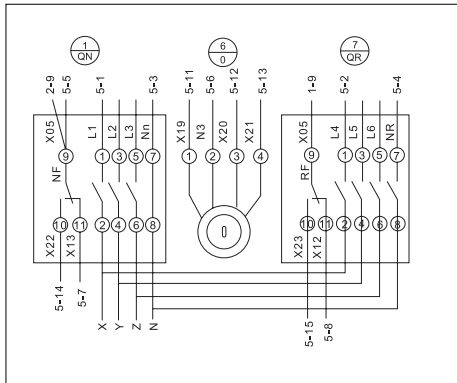 1
QN
6
0
7
QR
2-9
5-5
5-1
5-3
5-11
5-6
5-12
5-13
1-9
5-2
5-4
X05
L1
L2
L3
Nn
X19
N3
X20
X21
X05
L4
L5
L6
NR
9
1
3
5
7
1
2
3
4
9
1
3
5
7
NF
RF
10
11
2
4
6
8
10
11
2
4
6
8
X22
X13
X23
X12
5-14
5-7
X
Y
Z
N
5-15
5-8